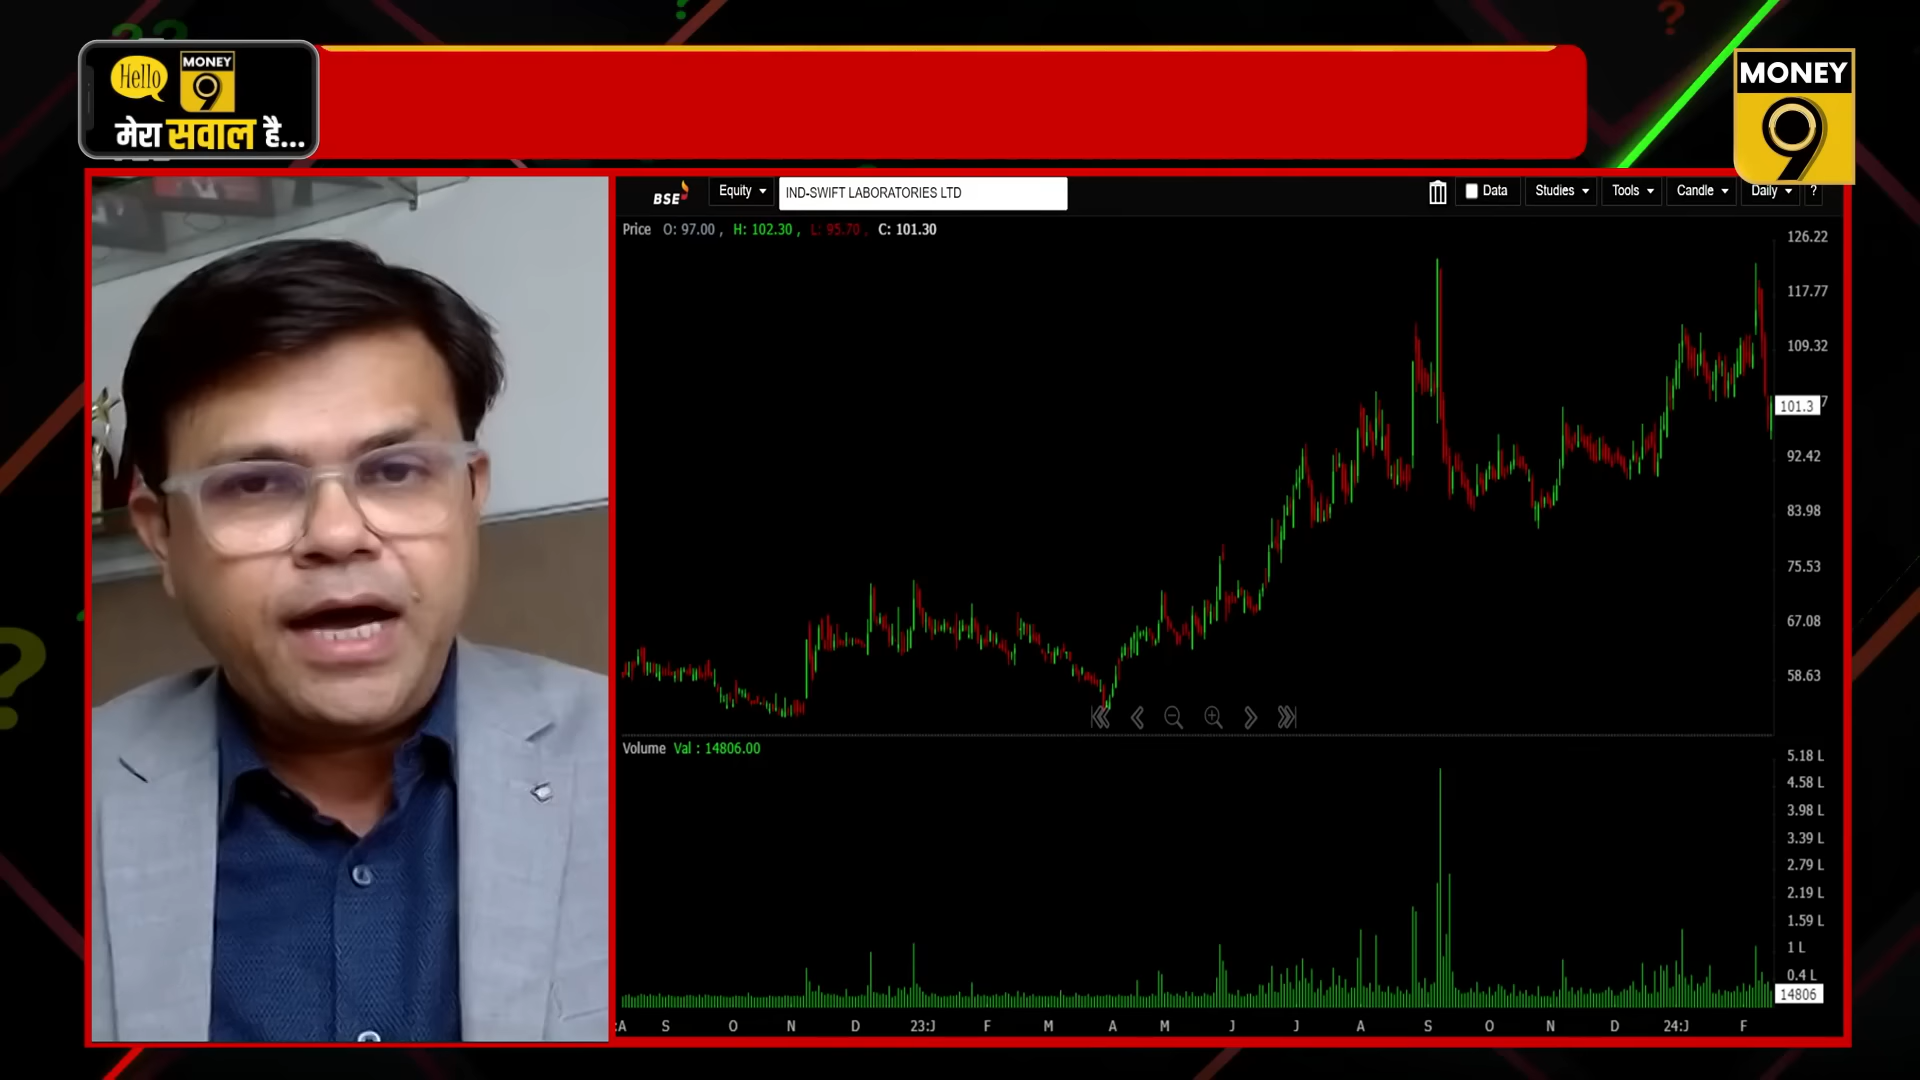 Hello MONEY 9
मेरा सवाल है...
MONEY
9
BSE Equity IND-SWIFT LABORATORIES LTD Data Studies Tools Candle Daily ?
Price O: 97.00 , H: 102.30 , L: 95.70 , C: 101.30
126.22
117.77
109.32
101.3 7
92.42
83.98
75.53
67.08
58.63
Volume Val : 14806.00
5.18 L
4.58 L
3.98 L
3.39 L
2.79 L
2.19 L
1.59 L
1 L
0.4 L
14806
:A S O N D 23:J F M A M J J A S O N D 24:J F